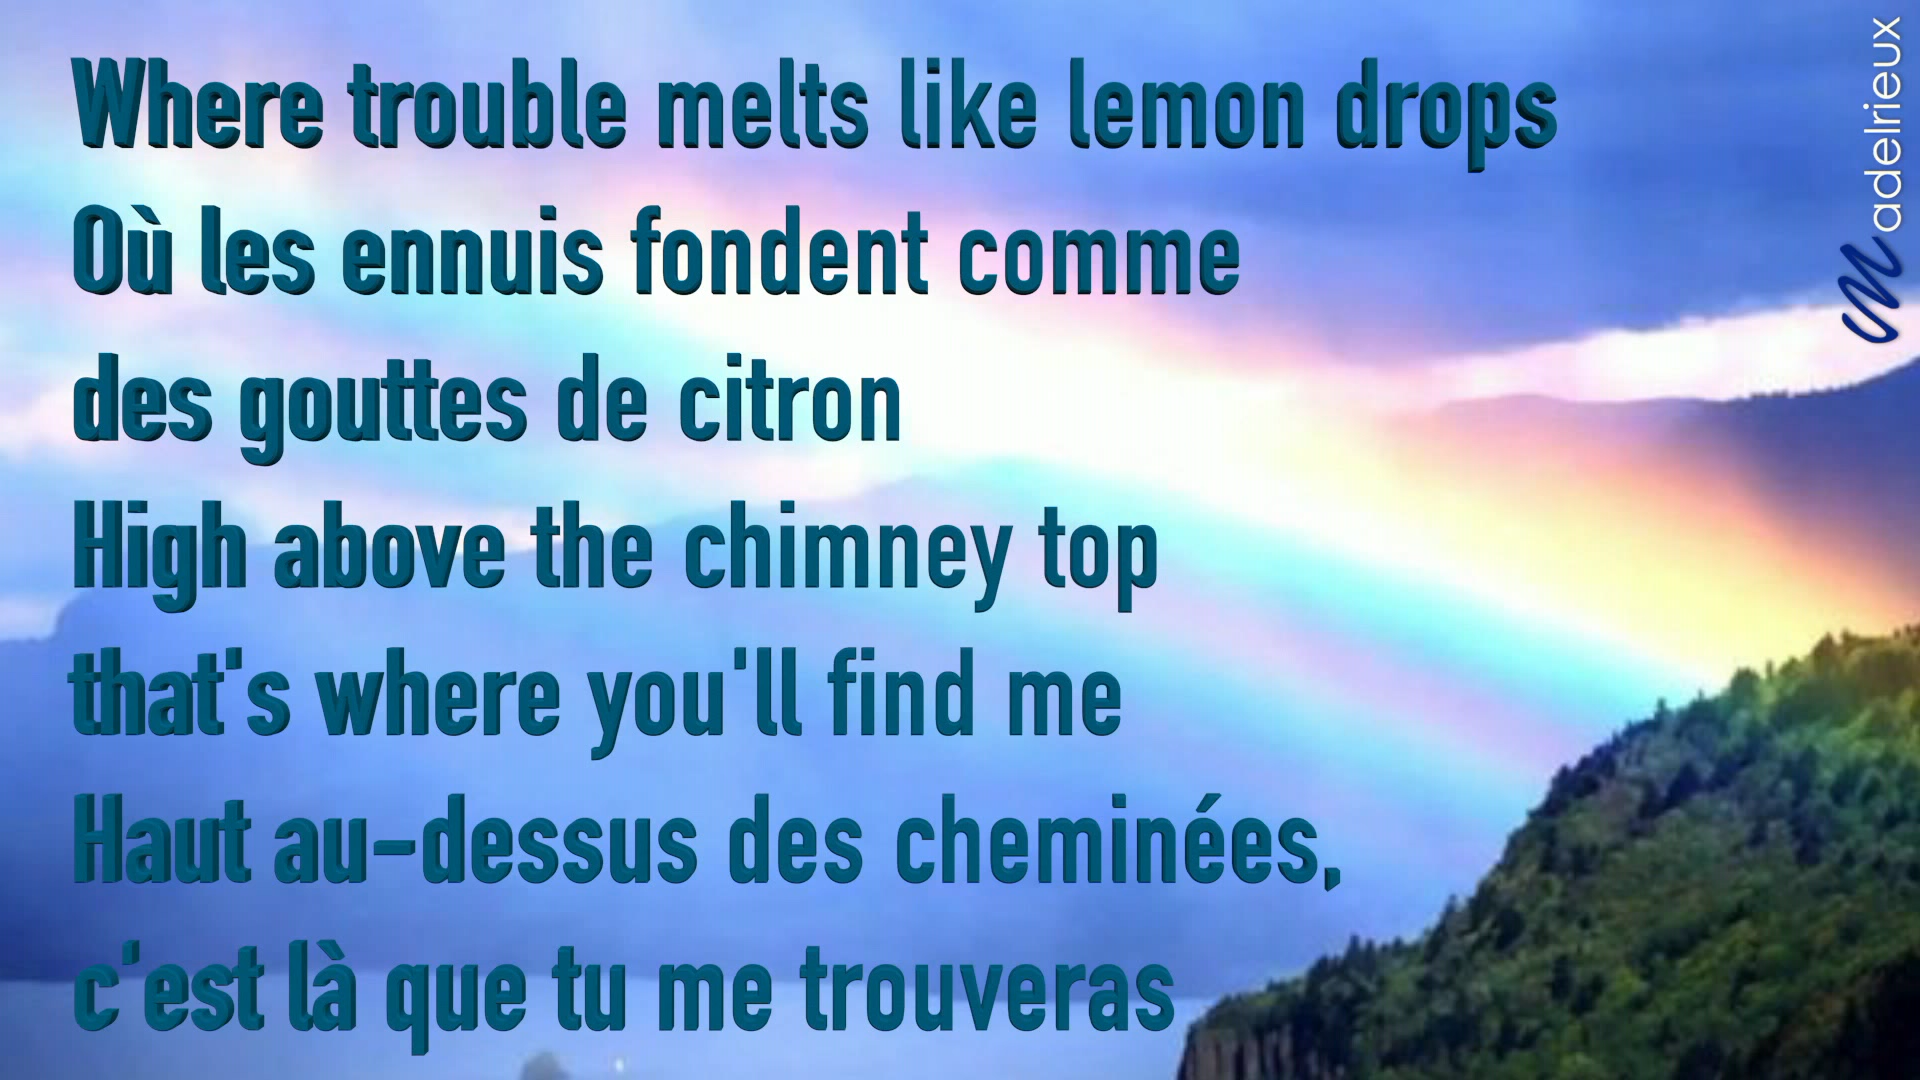 Where trouble melts like lemon drops
Où les ennuis fondent comme
des gouttes de citron
High above the chimney top
that's where you'll find me
Haut au-dessus des cheminées,
c'est là que tu me trouveras
Madelrieux